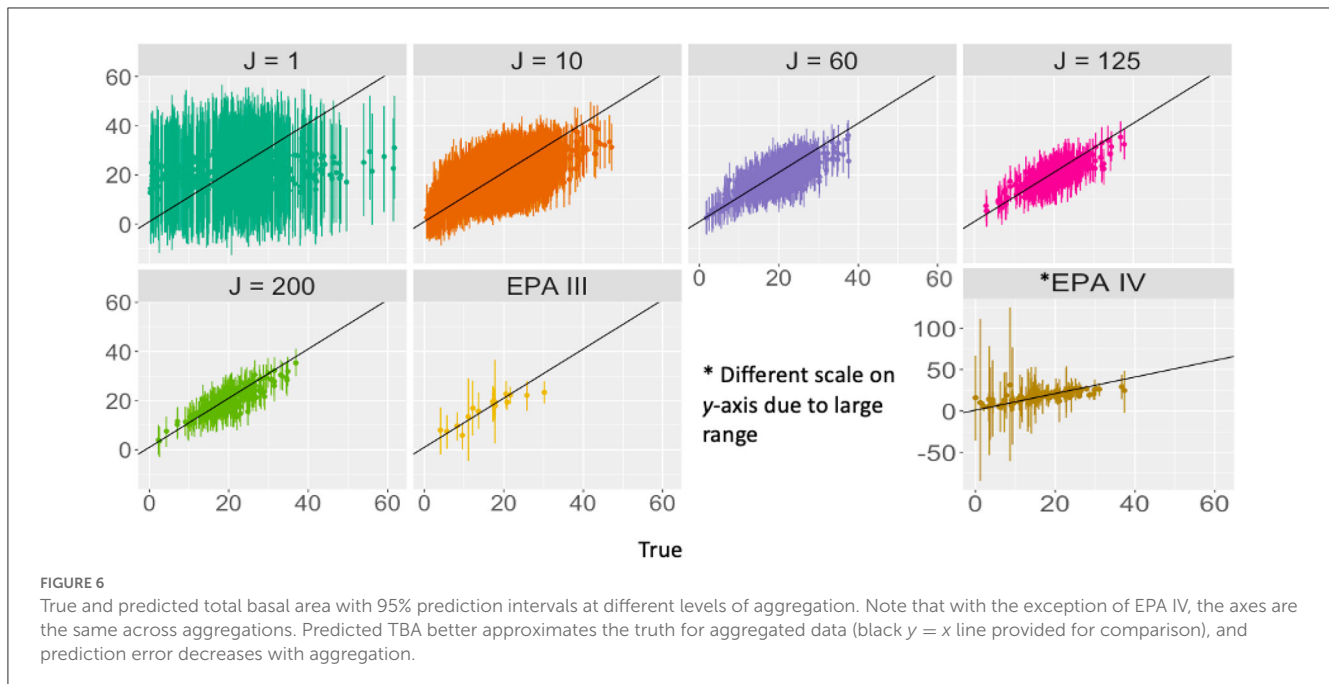 J = 1
J = 10
J = 60
J = 125
60
40
20
0
0 20 40 60
0 20 40 60
J = 200
EPA III
*EPA IV
60
40
20
0
100
50
0
-50
* Different scale on
y-axis due to large
range
0 20 40 60
0 20 40 60
0 20 40 60
True
FIGURE 6
True and predicted total basal area with 95% prediction intervals at different levels of aggregation. Note that with the exception of EPA IV, the axes are
the same across aggregations. Predicted TBA better approximates the truth for aggregated data (black y = x line provided for comparison), and
prediction error decreases with aggregation.